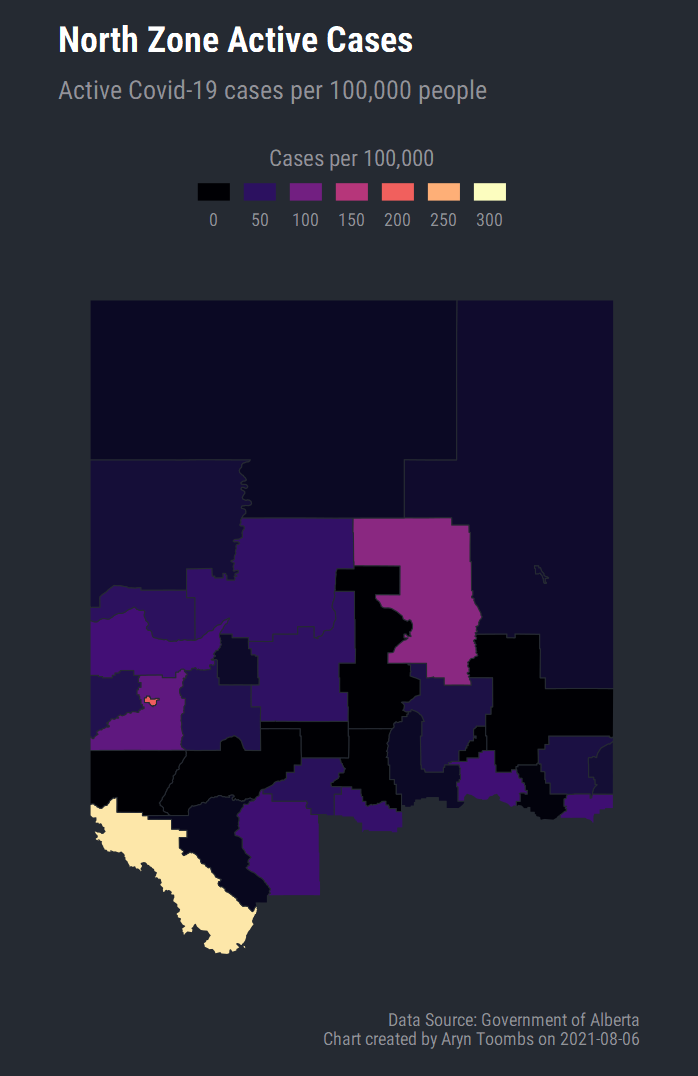 North Zone Active Cases
Active Covid-19 cases per 100,000 people
Cases per 100,000
0 50 100 150 200 250 300
Data Source: Government of Alberta
Chart created by Aryn Toombs on 2021-08-06